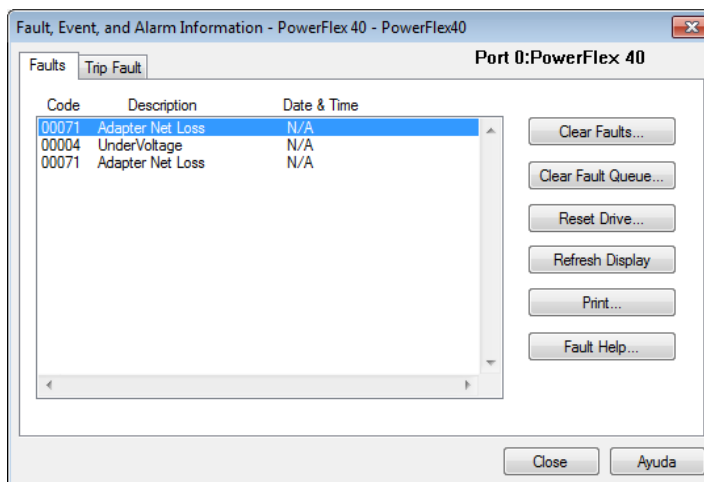 Fault, Event, and Alarm Information - PowerFlex 40 - PowerFlex40
Port 0:PowerFlex 40
Faults Trip Fault
Code Description Date & Time
00071 Adapter Net Loss N/A
00004 UnderVoltage N/A
00071 Adapter Net Loss N/A
Clear Faults...
Clear Fault Queue...
Reset Drive...
Refresh Display
Print...
Fault Help...
Close Ayuda